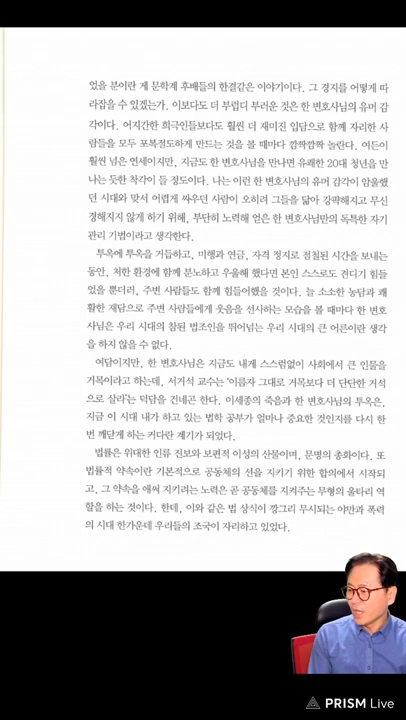 었을 분이란 게 문학계 후배들의 한결같은 이야기이다. 그 경지를 어떻게 따
라잡을 수 있겠는가. 이보다도 더 부럽디 부러운 것은 한 변호사님의 유머 감
각이다. 어지간한 희극인들보다도 훨씬 더 재미진 입담으로 함께 자리한 사
람들을 모두 포복절도하게 만드는 것을 볼 때마다 깜짝깜짝 놀란다. 여든이
훨씬 넘은 연세이지만, 지금도 한 변호사님을 만나면 유쾌한 20대 청년을 만
나는 듯한 착각이 들 정도이다. 나는 이런 한 변호사님의 유머 감각이 암울했
던 시대와 맞서 어렵게 싸우던 사람이 오히려 그들을 닮아 강퍅해지고 무신
경해지지 않게 하기 위해, 부단히 노력해 얻은 한 변호사님만의 독특한 자기
관리 기법이라고 생각한다.
투옥에 투옥을 거듭하고, 미행과 연금, 자격 정지로 점철된 시간을 보내는
동안, 처한 환경에 함께 분노하고 우울해 했다면 본인 스스로도 견디기 힘들
었을 뿐더러, 주변 사람들도 함께 힘들어했을 것이다. 늘 소소한 농담과 쾌
활한 재담으로 주변 사람들에게 웃음을 선사하는 모습을 볼 때마다 한 변호
사님은 우리 시대의 참된 법조인을 뛰어넘는 우리 시대의 큰 어른이란 생각
을 하지 않을 수 없다.
여담이지만, 한 변호사님은 지금도 내게 스스럼없이 사회에서 큰 인물을
거목이라고 하는데, 서거석 교수는 ‘이름자 그대로 거목보다 더 단단한 거석
으로 살라’는 덕담을 건네곤 한다. 이세종의 죽음과 한 변호사님의 투옥은,
지금 이 시대 내가 하고 있는 법학 공부가 얼마나 중요한 것인지를 다시 한
번 깨닫게 하는 커다란 계기가 되었다.
법률은 위대한 인류 진보와 보편적 이성의 산물이며, 문명의 총화이다. 또
법률적 약속이란 기본적으로 공동체의 선을 지키기 위한 합의에서 시작되
고, 그 약속을 애써 지키려는 노력은 곧 공동체를 지켜주는 무형의 울타리 역
할을 하는 것이다. 한데, 이와 같은 법 상식이 깡그리 무시되는 야만과 폭력
의 시대 한가운데 우리들의 조국이 자리하고 있었다.
PRISM Live